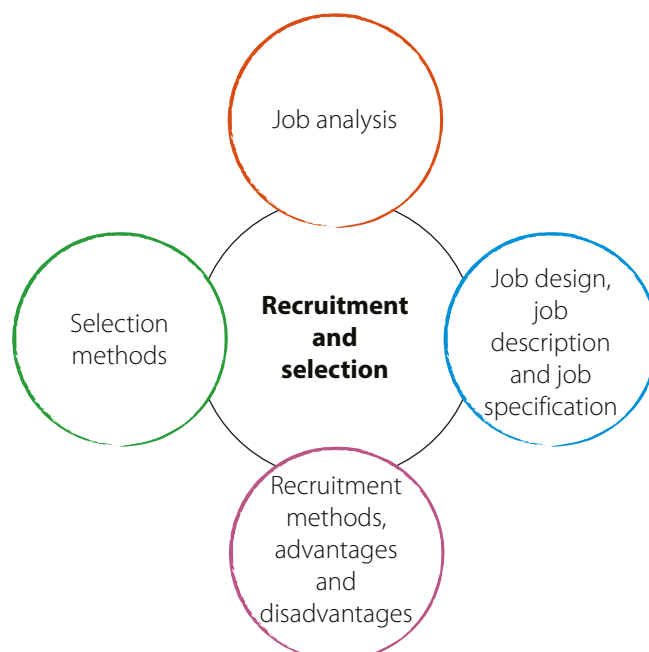 Job analysis
Selection
methods
Recruitment
and
selection
Job design,
job
description
and job
specification
Recruitment
methods,
advantages
and
disadvantages